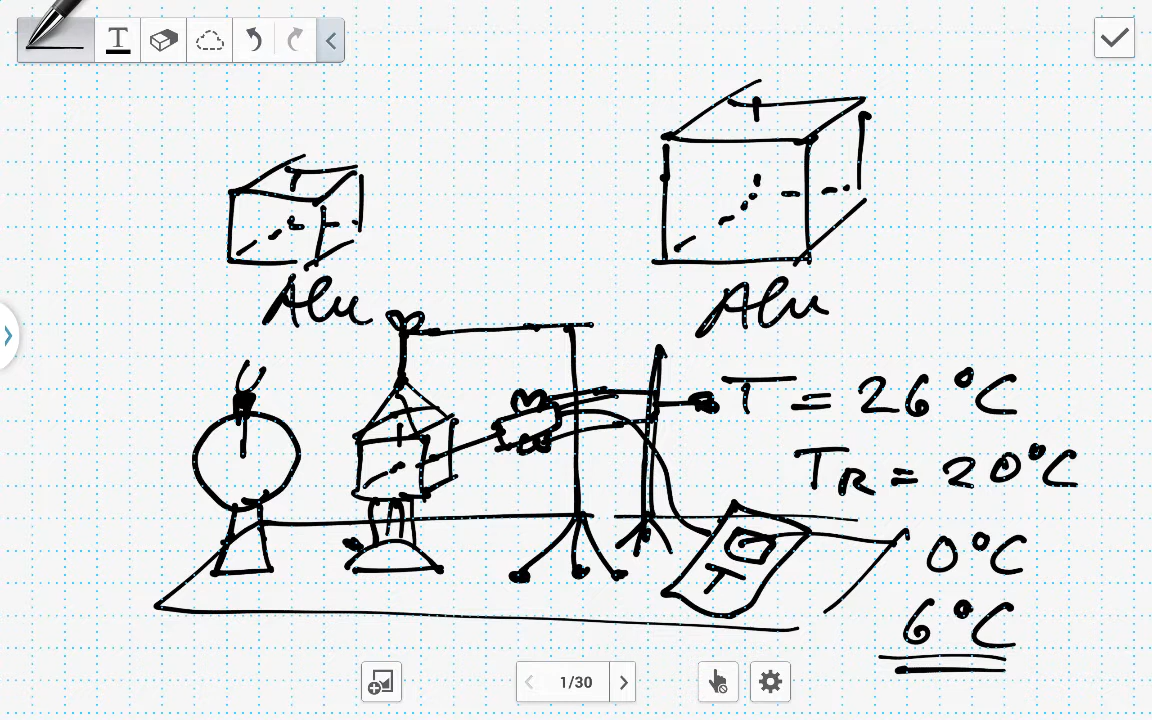 T
Alu
Alu
T = 26°C
TR = 20°C
0°C
6°C
T
1/30